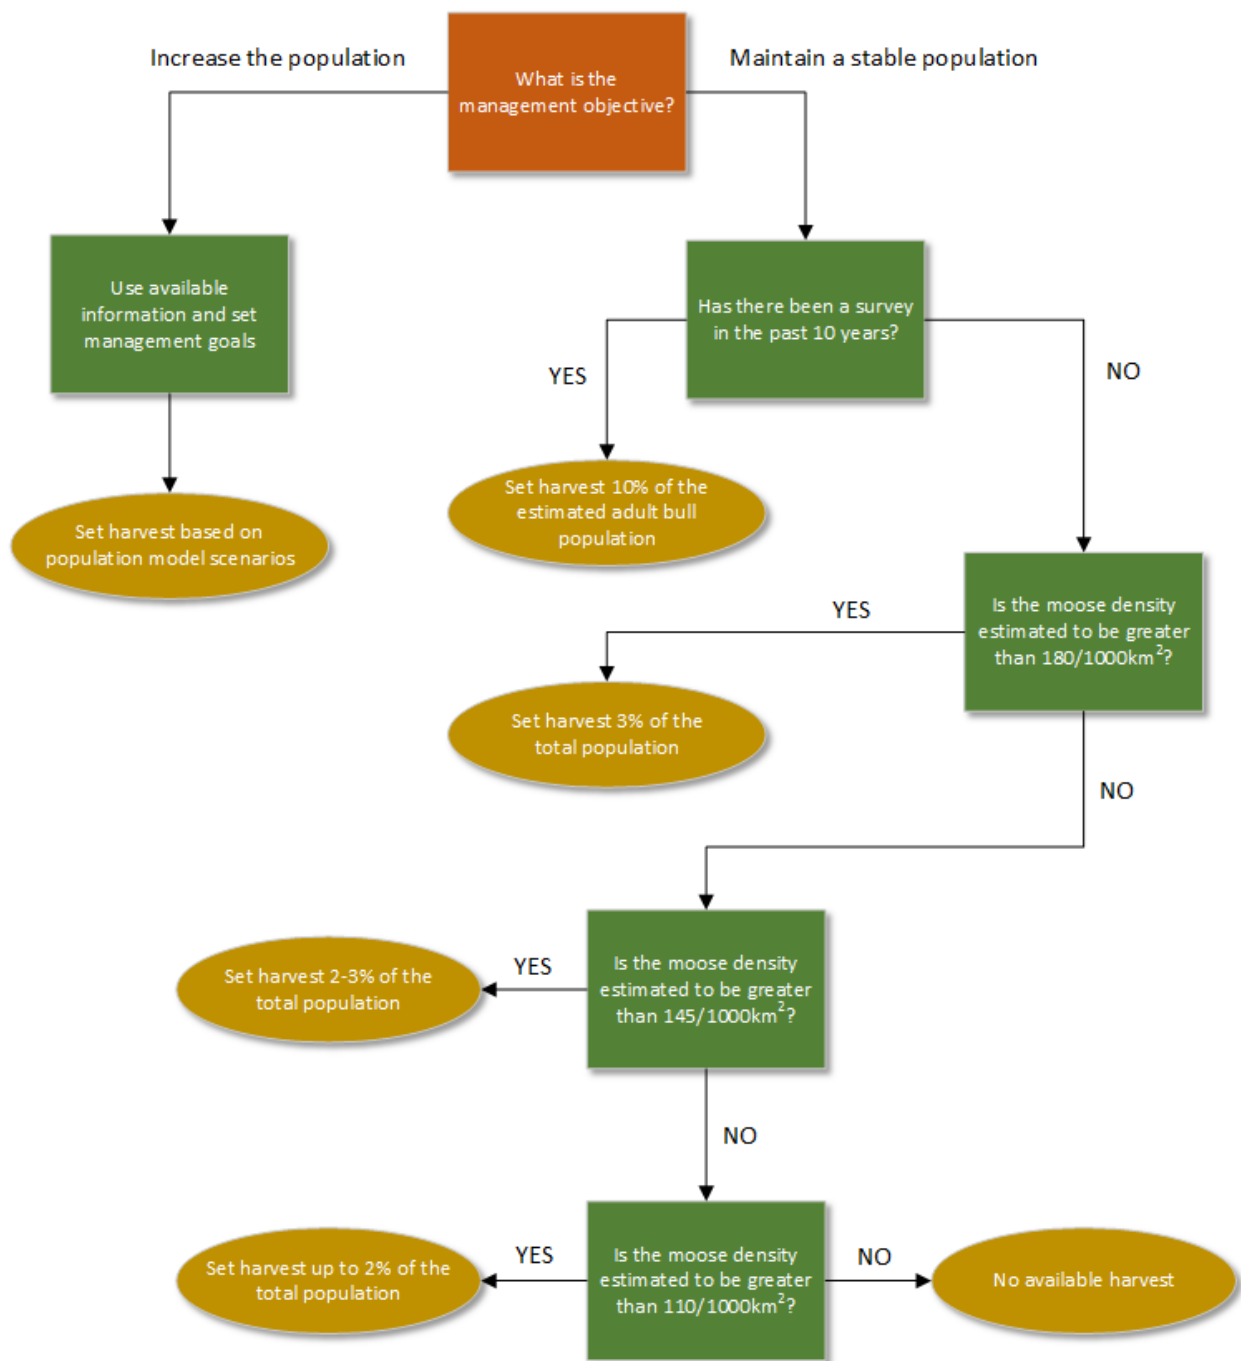 Increase the population
What is the
management objective?
Maintain a stable population
Use available
information and set
management goals
Has there been a survey
in the past 10 years?
YES
NO
Set harvest based on
population model scenarios
Set harvest 10% of the
estimated adult bull
population
Is the moose density
estimated to be greater
than 180/1000km²?
YES
Set harvest 3% of the
total population
NO
Is the moose density
estimated to be greater
than 145/1000km²?
YES
Set harvest 2-3% of the
total population
NO
Is the moose density
estimated to be greater
than 110/1000km²?
YES
Set harvest up to 2% of the
total population
NO
No available harvest